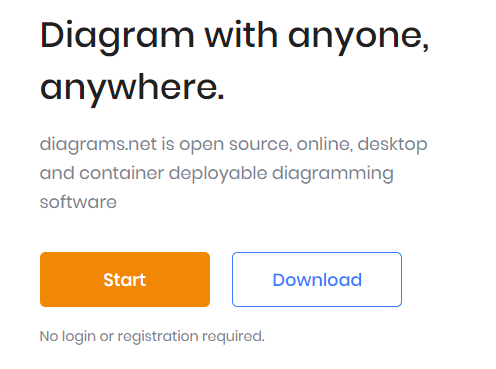 Diagram with anyone,
anywhere.
diagrams.net is open source, online, desktop
and container deployable diagramming
software
Start
Download
No login or registration required.